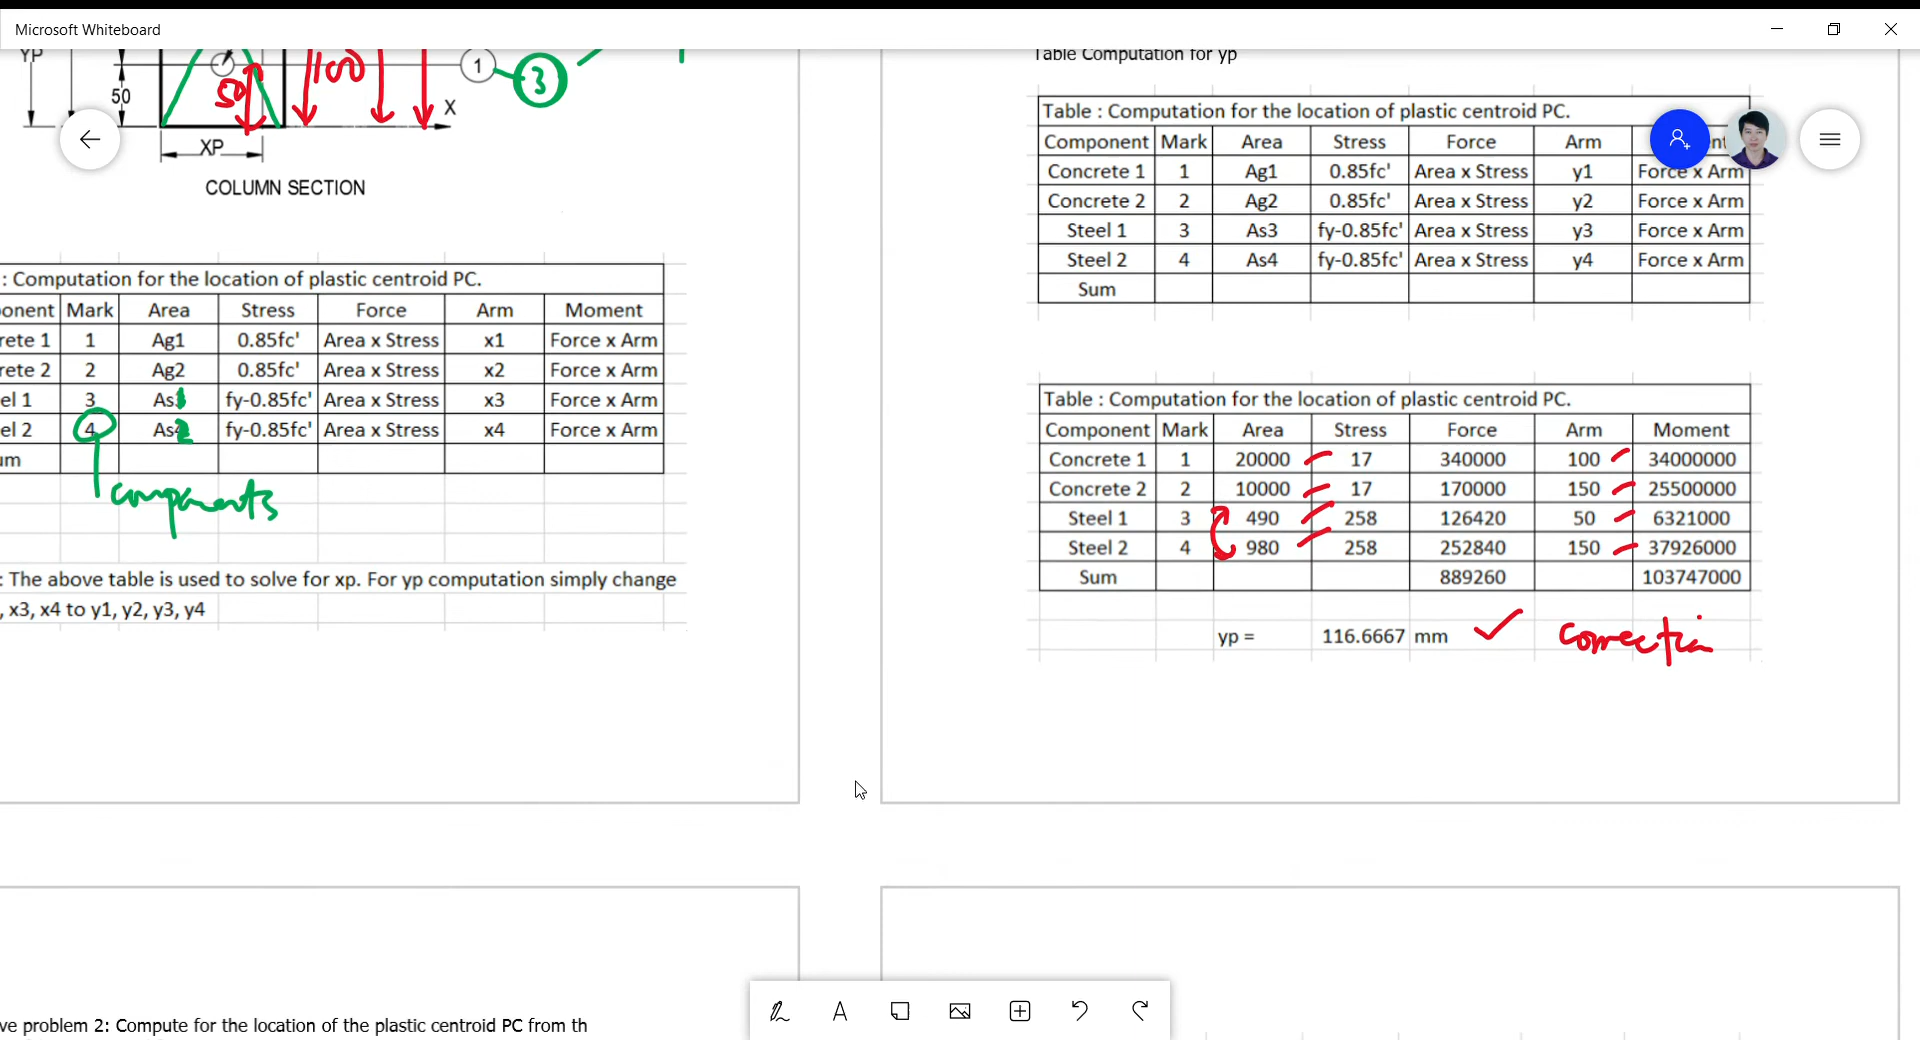 Microsoft Whiteboard
YP
50
50
100
1
3
X
XP
COLUMN SECTION
: Computation for the location of plastic centroid PC.
onent Mark Area Stress Force Arm Moment
rete 1 1 Ag1 0.85fc' Area x Stress x1 Force x Arm
rete 2 2 Ag2 0.85fc' Area x Stress x2 Force x Arm
el 1 3 As1 fy-0.85fc' Area x Stress x3 Force x Arm
el 2 4 As2 fy-0.85fc' Area x Stress x4 Force x Arm
um
components
: The above table is used to solve for xp. For yp computation simply change
, x3, x4 to y1, y2, y3, y4
Table Computation for yp
Table : Computation for the location of plastic centroid PC.
Component Mark Area Stress Force Arm
Concrete 1 1 Ag1 0.85fc' Area x Stress y1 Force x Arm
Concrete 2 2 Ag2 0.85fc' Area x Stress y2 Force x Arm
Steel 1 3 As3 fy-0.85fc' Area x Stress y3 Force x Arm
Steel 2 4 As4 fy-0.85fc' Area x Stress y4 Force x Arm
Sum
Table : Computation for the location of plastic centroid PC.
Component Mark Area Stress Force Arm Moment
Concrete 1 1 20000 17 340000 100 34000000
Concrete 2 2 10000 17 170000 150 25500000
Steel 1 3 490 258 126420 50 6321000
Steel 2 4 980 258 252840 150 37926000
Sum 889260 103747000
yp = 116.6667 mm
correction
ve problem 2: Compute for the location of the plastic centroid PC from th